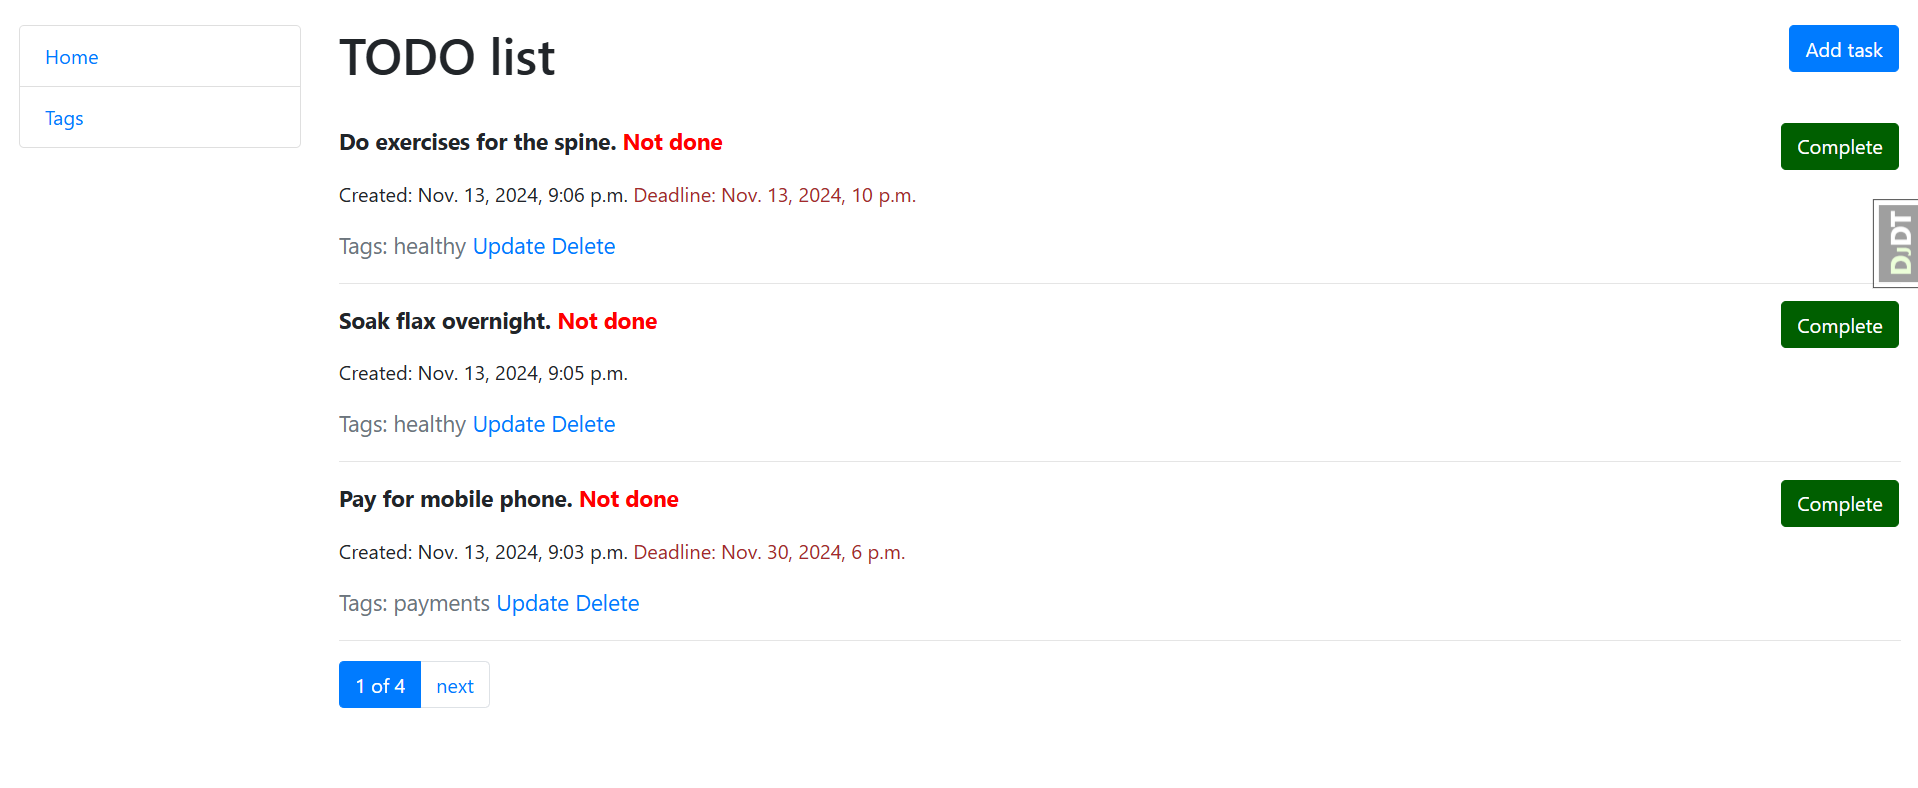 Home
Tags
TODO list
Add task
Do exercises for the spine. Not done
Complete
Created: Nov. 13, 2024, 9:06 p.m. Deadline: Nov. 13, 2024, 10 p.m.
Tags: healthy Update Delete
DJDT
Soak flax overnight. Not done
Complete
Created: Nov. 13, 2024, 9:05 p.m.
Tags: healthy Update Delete
Pay for mobile phone. Not done
Complete
Created: Nov. 13, 2024, 9:03 p.m. Deadline: Nov. 30, 2024, 6 p.m.
Tags: payments Update Delete
1 of 4 next